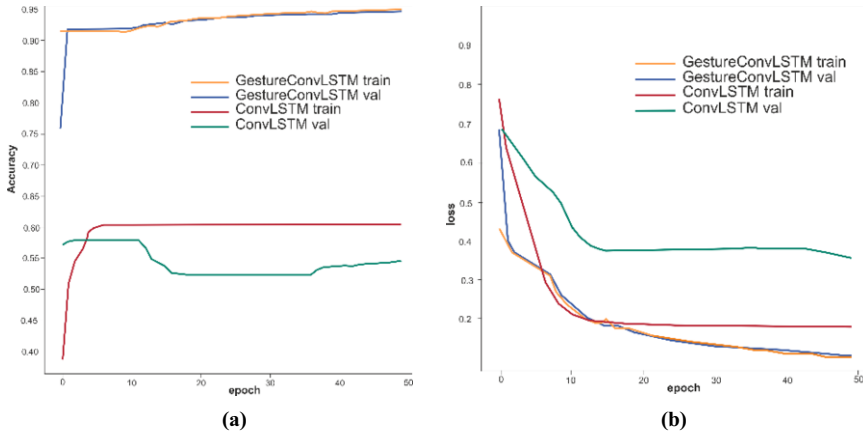 0.95
0.90
0.85
0.80
0.75
0.70
0.65
0.60
0.55
0.50
0.45
0.40
Accuracy
GestureConvLSTM train
GestureConvLSTM val
ConvLSTM train
ConvLSTM val
0
10
20
30
40
50
epoch
(a)
0.9
0.8
0.7
0.6
0.5
0.4
0.3
0.2
loss
GestureConvLSTM train
GestureConvLSTM val
ConvLSTM train
ConvLSTM val
0
10
20
30
40
50
epoch
(b)